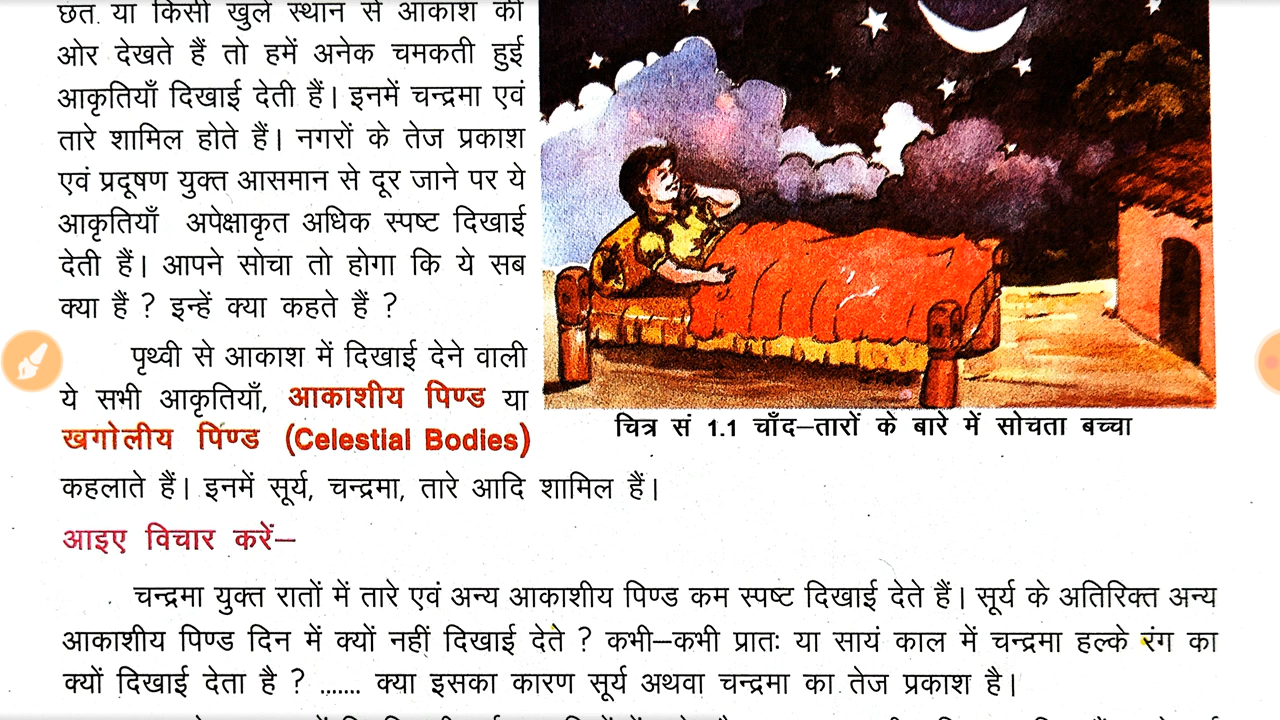 छत या किसी खुले स्थान से आकाश की
ओर देखते हैं तो हमें अनेक चमकती हुई
आकृतियाँ दिखाई देती हैं। इनमें चन्द्रमा एवं
तारे शामिल होते हैं। नगरों के तेज प्रकाश
एवं प्रदूषण युक्त आसमान से दूर जाने पर ये
आकृतियाँ अपेक्षाकृत अधिक स्पष्ट दिखाई
देती हैं। आपने सोचा तो होगा कि ये सब
क्या हैं ? इन्हें क्या कहते हैं ?
पृथ्वी से आकाश में दिखाई देने वाली
ये सभी आकृतियाँ, आकाशीय पिण्ड या
खगोलीय पिण्ड (Celestial Bodies)
कहलाते हैं। इनमें सूर्य, चन्द्रमा, तारे आदि शामिल हैं।
चित्र सं 1.1 चाँद–तारों के बारे में सोचता बच्चा
आइए विचार करें–
चन्द्रमा युक्त रातों में तारे एवं अन्य आकाशीय पिण्ड कम स्पष्ट दिखाई देते हैं। सूर्य के अतिरिक्त अन्य
आकाशीय पिण्ड दिन में क्यों नहीं दिखाई देते ? कभी–कभी प्रातः या सायं काल में चन्द्रमा हल्के रंग का
क्यों दिखाई देता है ? ....... क्या इसका कारण सूर्य अथवा चन्द्रमा का तेज प्रकाश है।